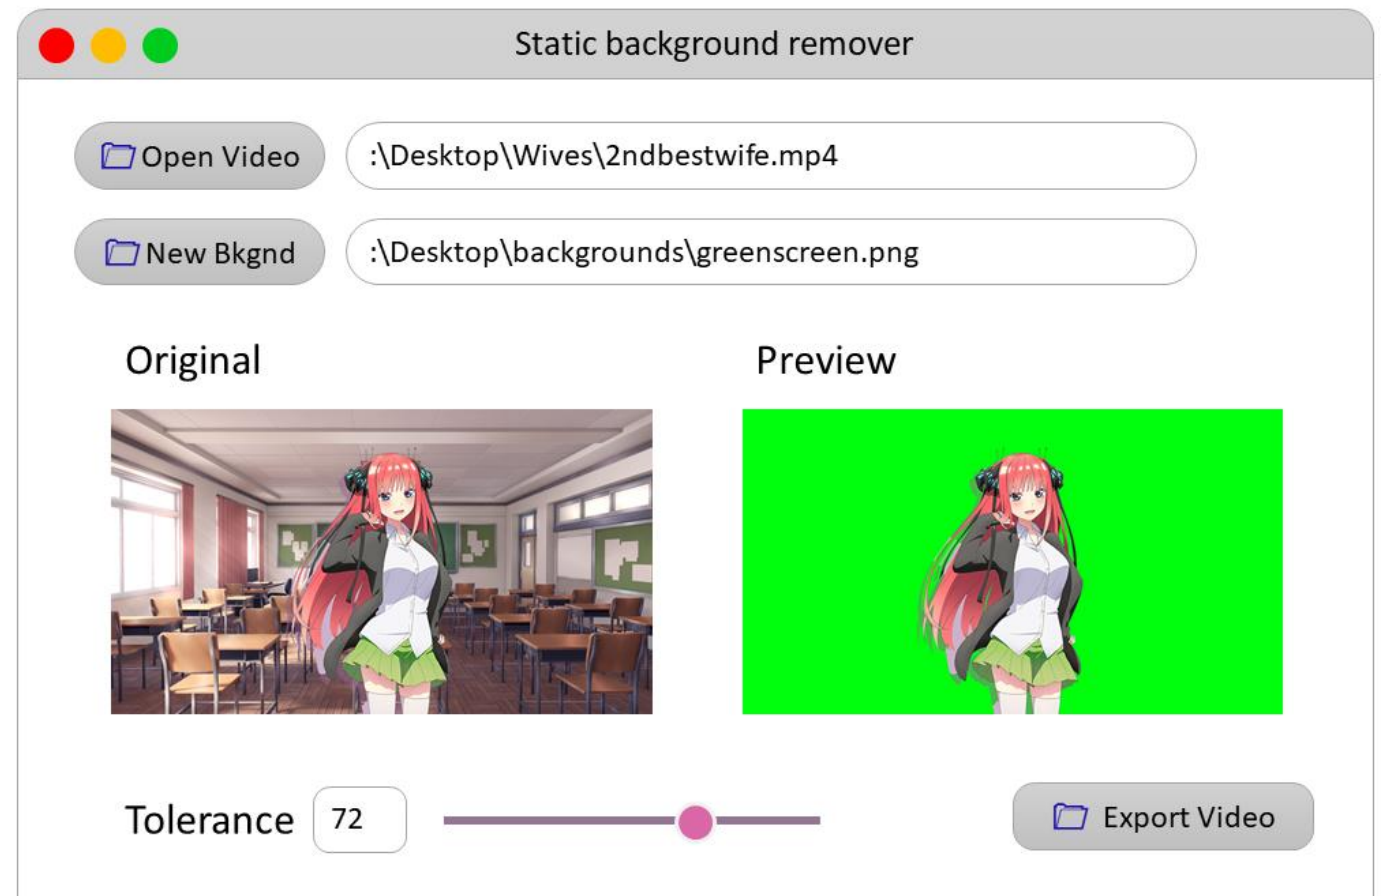 Static background remover
Open Video
:\Desktop\Wives\2ndbestwife.mp4
New Bkgnd
:\Desktop\backgrounds\greenscreen.png
Original
Preview
Tolerance
72
Export Video